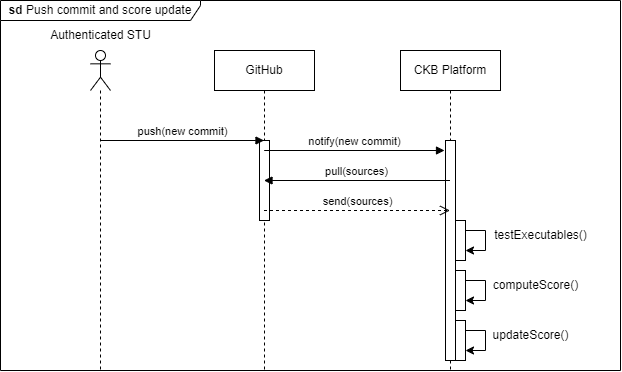 sd Push commit and score update
Authenticated STU
GitHub
CKB Platform
push(new commit)
notify(new commit)
pull(sources)
send(sources)
testExecutables()
computeScore()
updateScore()